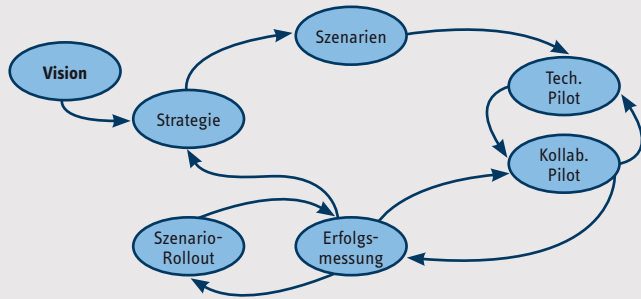 Szenarien
Vision
Tech.
Pilot
Strategie
Kollab.
Pilot
Szenario-
Rollout
Erfolgs-
messung